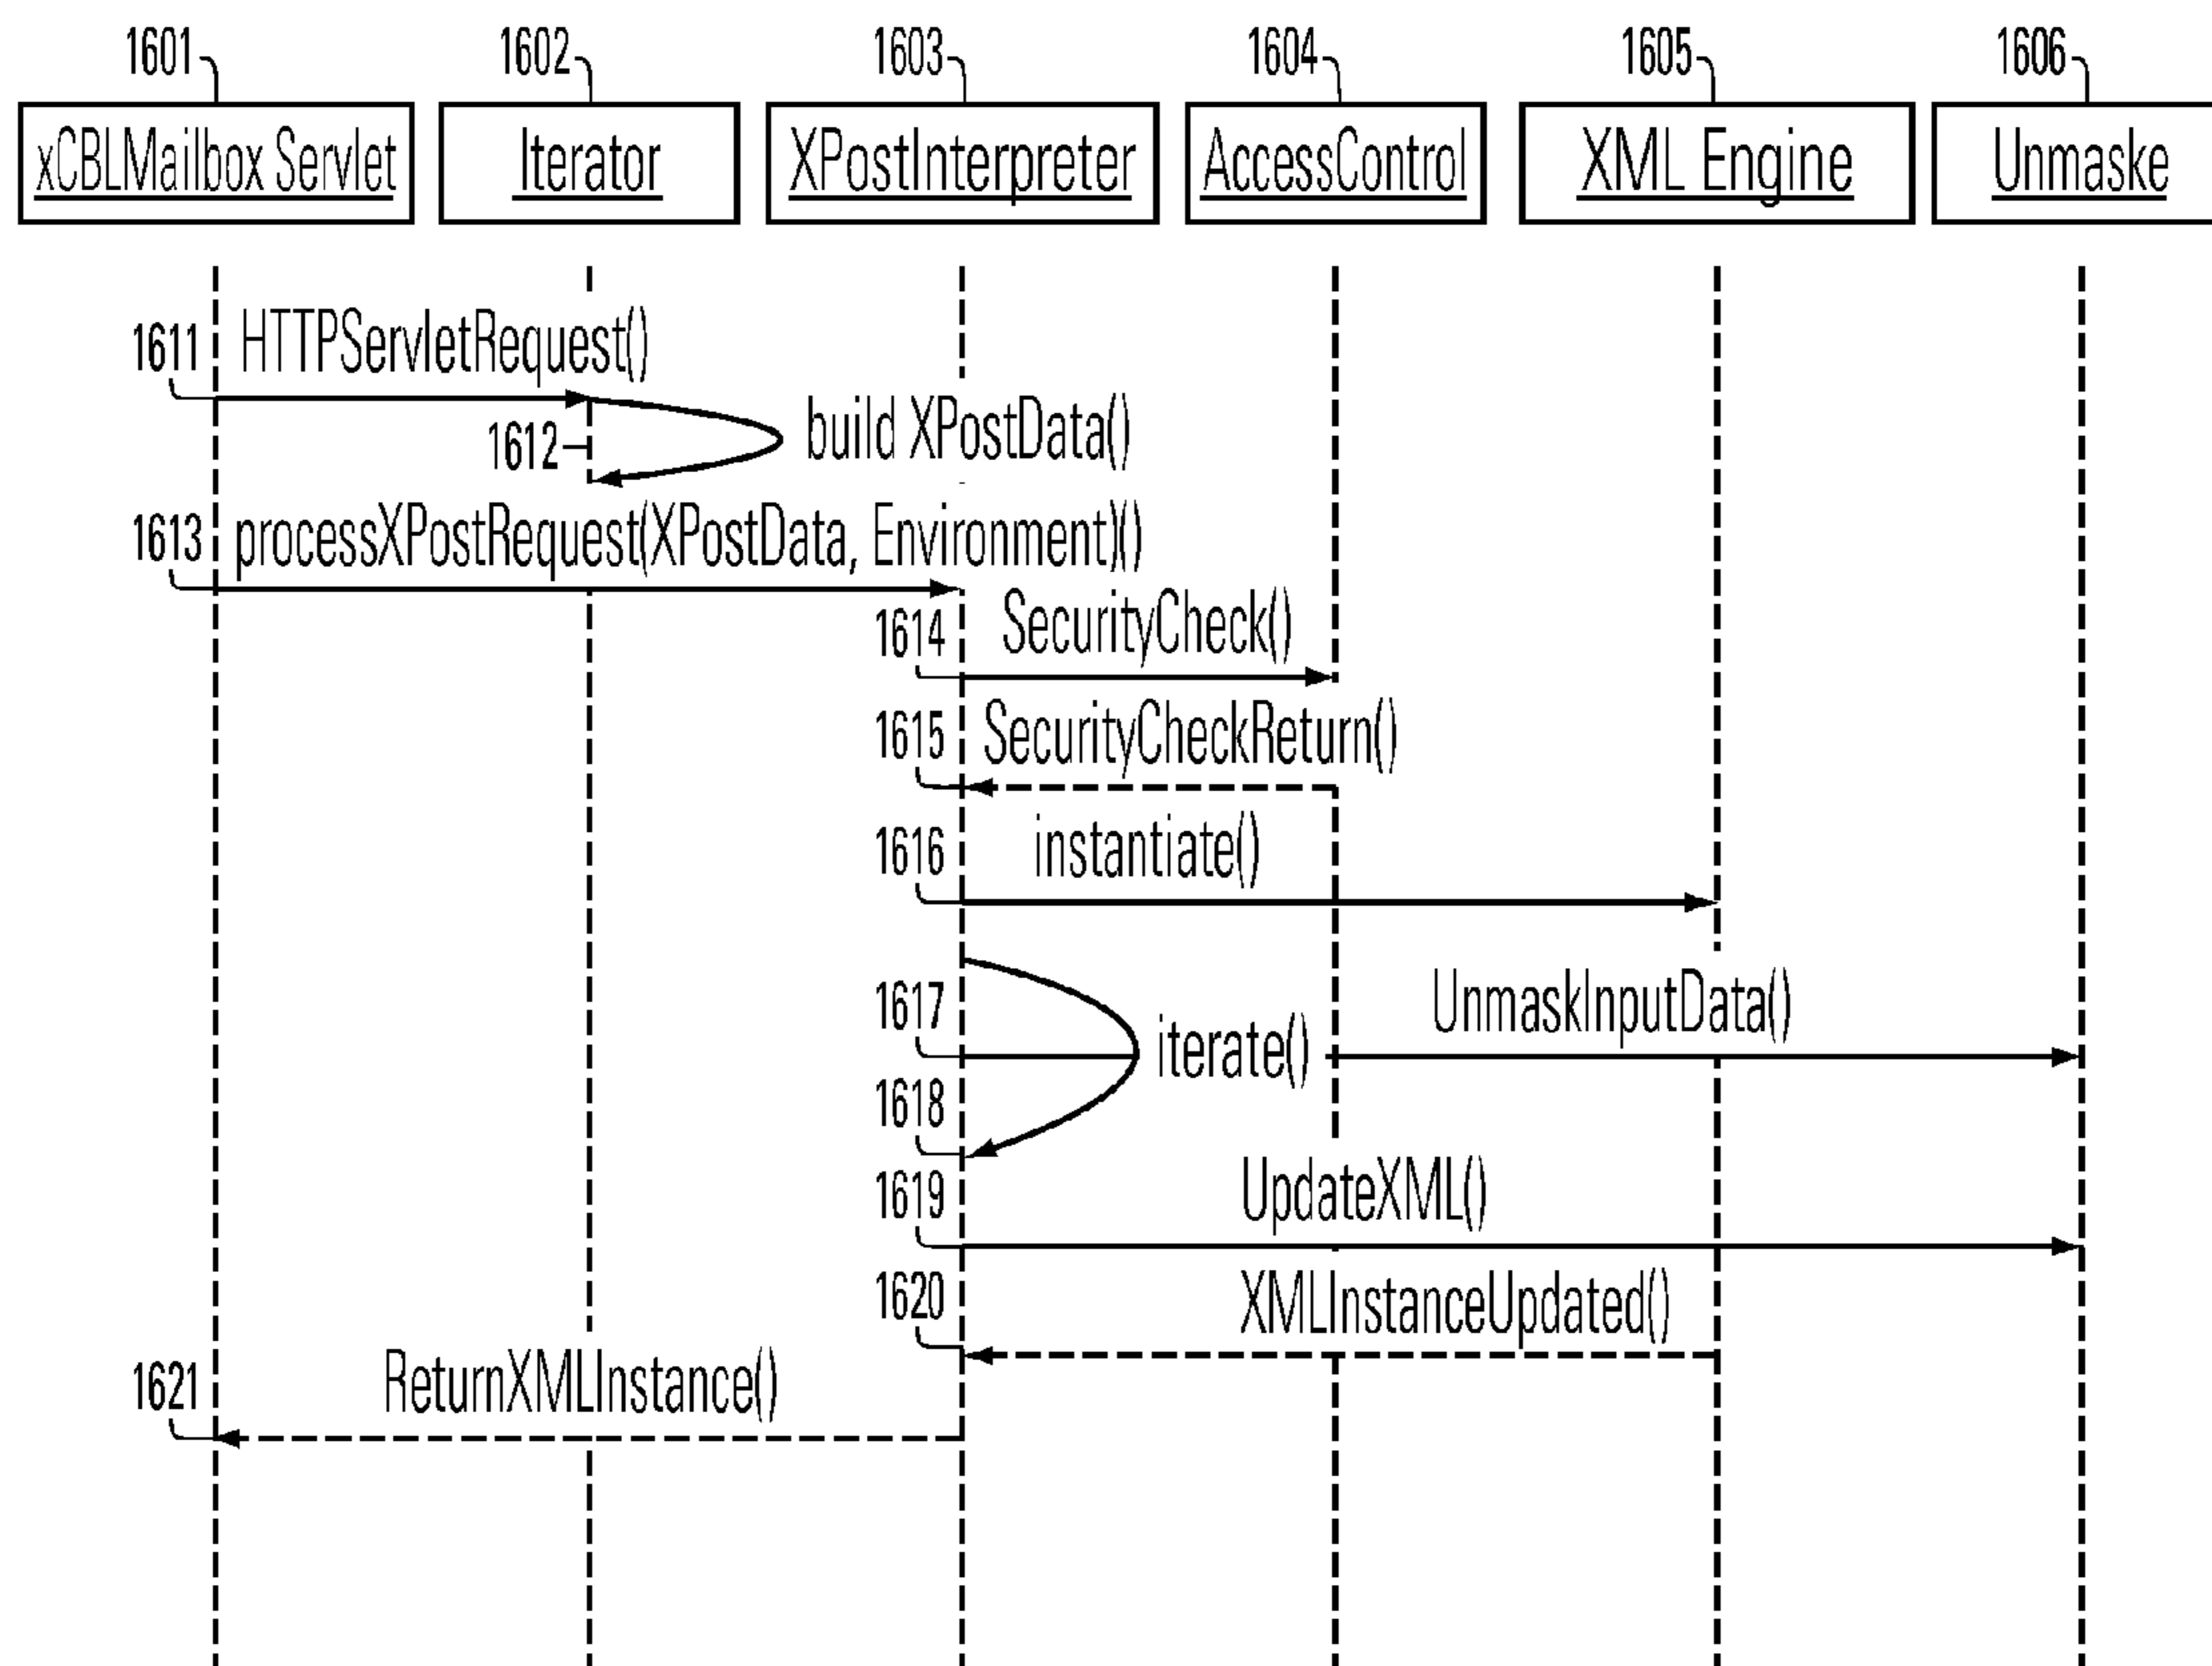 1601 1602 1603 1604 1605 1606
xCBLMailbox Servlet Iterator XPostInterpreter AccessControl XML Engine Unmaske
1611 HTTPServletRequest()
1612 build XPostData()
1613 processXPostRequest(XPostData, Environment)()
1614 SecurityCheck()
1615 SecurityCheckReturn()
1616 instantiate()
1617 UnmaskInputData()
iterate()
1618
1619 UpdateXML()
1620 XMLInstanceUpdated()
1621 ReturnXMLInstance()